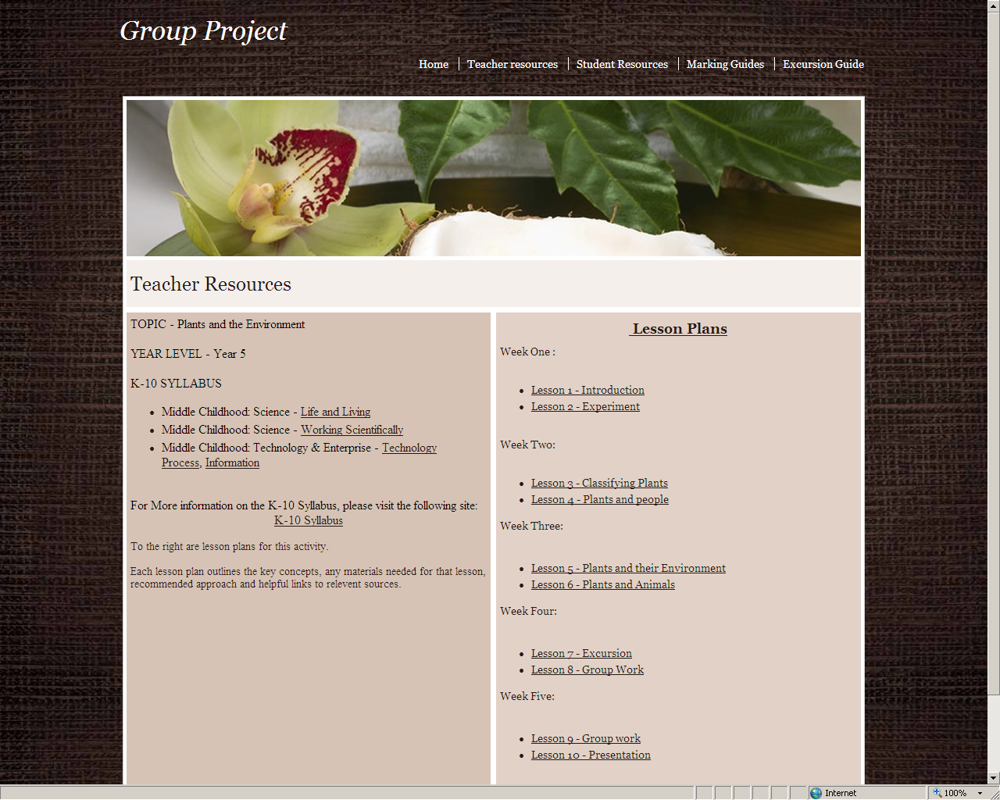 Group Project
Home Teacher resources Student Resources Marking Guides Excursion Guide
Teacher Resources
TOPIC - Plants and the Environment
YEAR LEVEL - Year 5
K-10 SYLLABUS
Middle Childhood: Science - Life and Living
Middle Childhood: Science - Working Scientifically
Middle Childhood: Technology & Enterprise - Technology
Process, Information
For More information on the K-10 Syllabus, please visit the following site:
K-10 Syllabus
To the right are lesson plans for this activity.
Each lesson plan outlines the key concepts, any materials needed for that lesson,
recommended approach and helpful links to relevent sources.
Lesson Plans
Week One :
Lesson 1 - Introduction
Lesson 2 - Experiment
Week Two:
Lesson 3 - Classifying Plants
Lesson 4 - Plants and people
Week Three:
Lesson 5 - Plants and their Environment
Lesson 6 - Plants and Animals
Week Four:
Lesson 7 - Excursion
Lesson 8 - Group Work
Week Five:
Lesson 9 - Group work
Lesson 10 - Presentation
Internet 100%